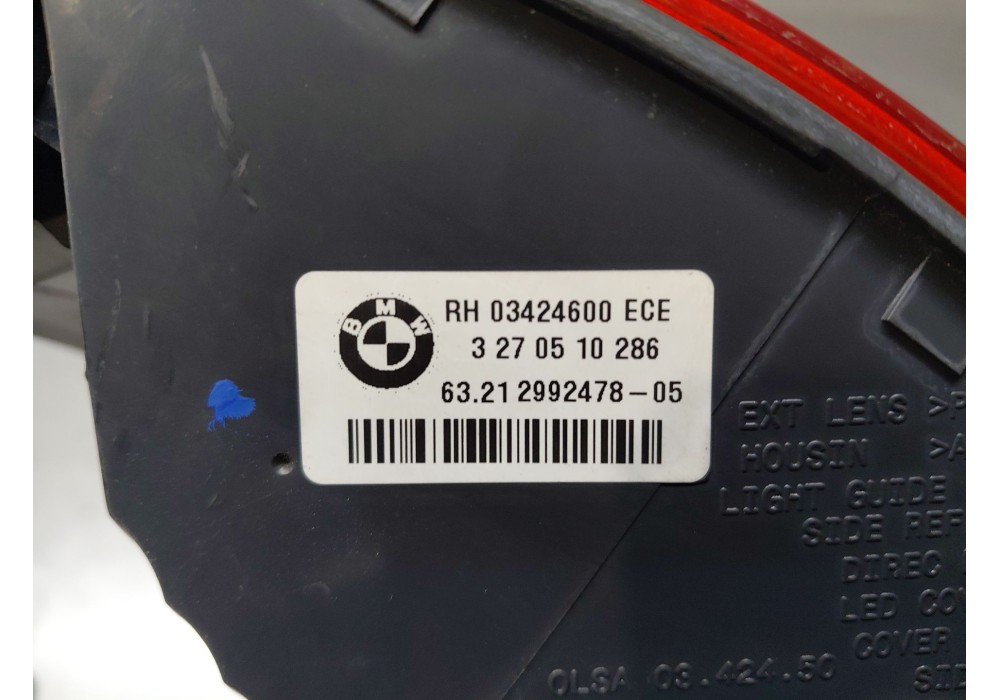 BMW
RH 03424600 ECE
3 27 05 10 286
63.21 2992478-05
EXT LENS >P
HOUSIN >A
LIGHT GUIDE
SIDE REF
DIREC
LED COV
COVER
SID
OLSA 03.424.50